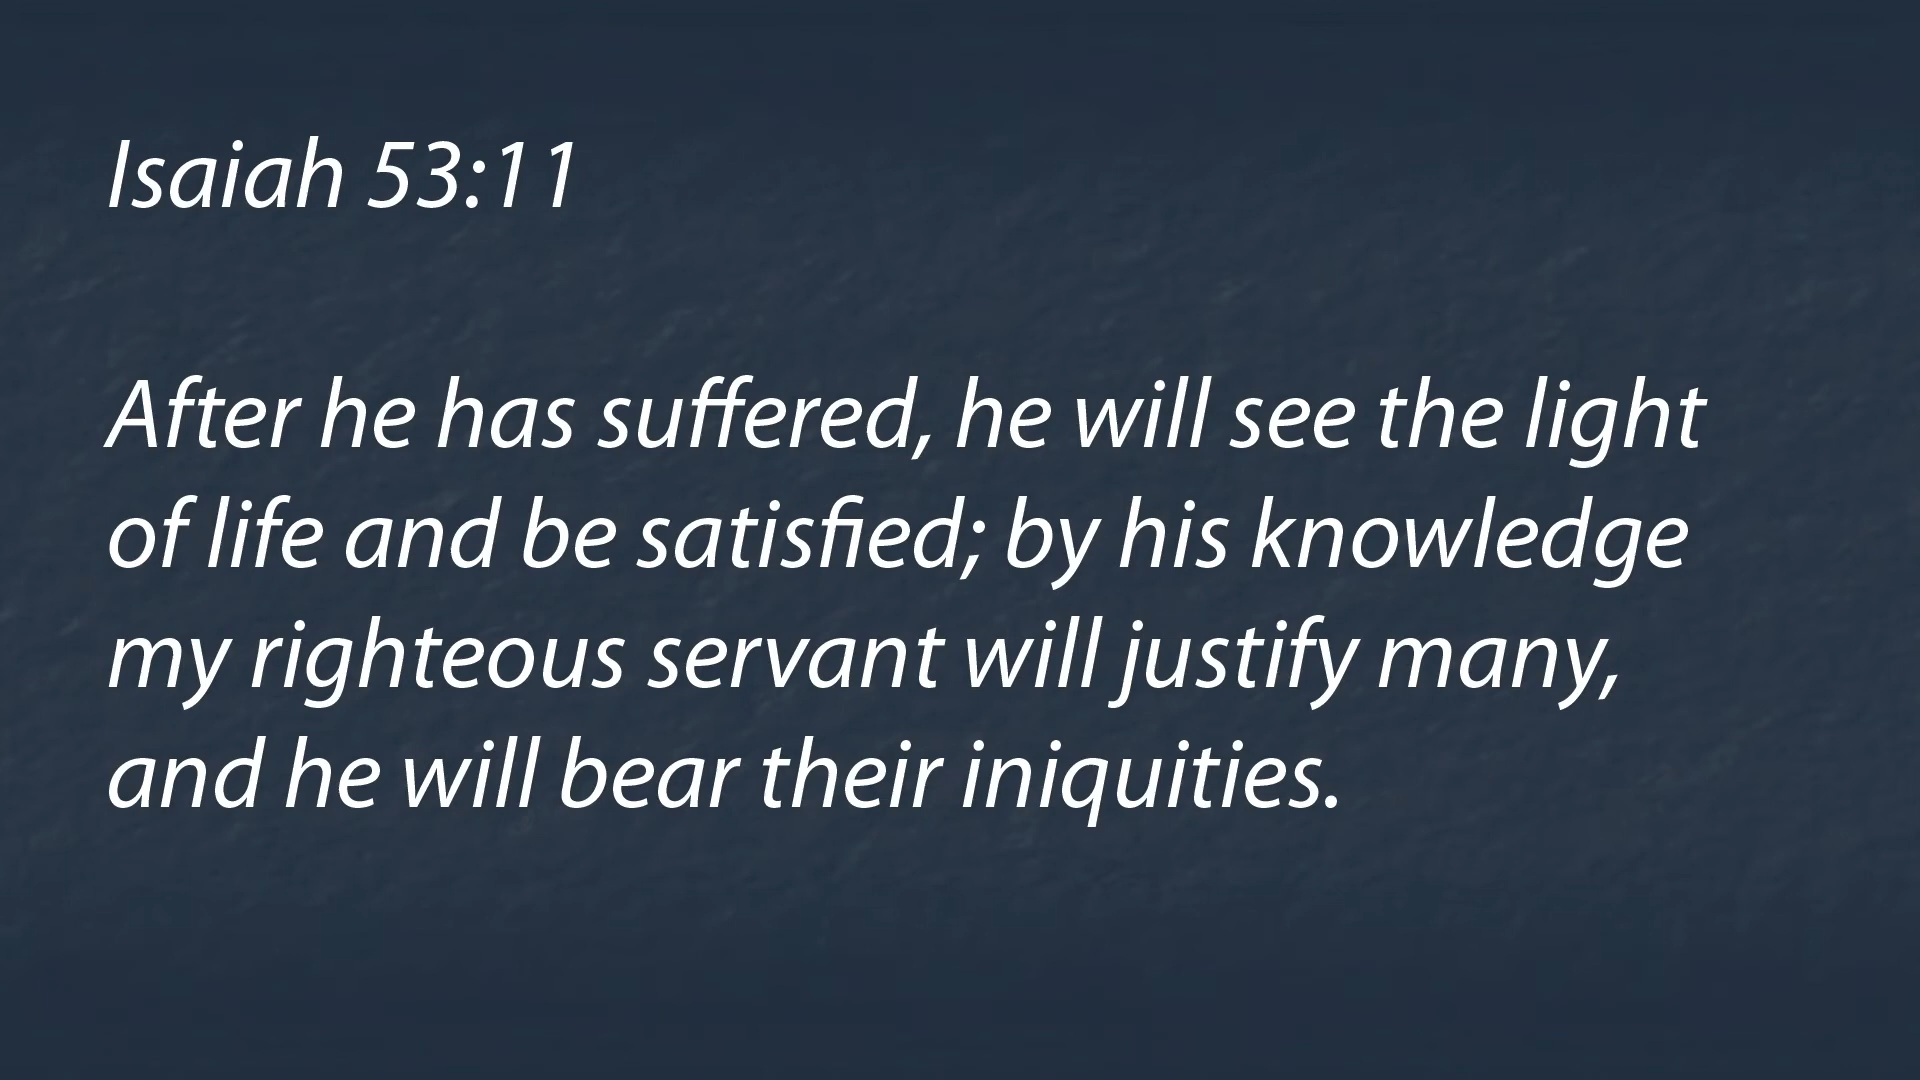 Isaiah 53:11
After he has suffered, he will see the light
of life and be satisfied; by his knowledge
my righteous servant will justify many,
and he will bear their iniquities.